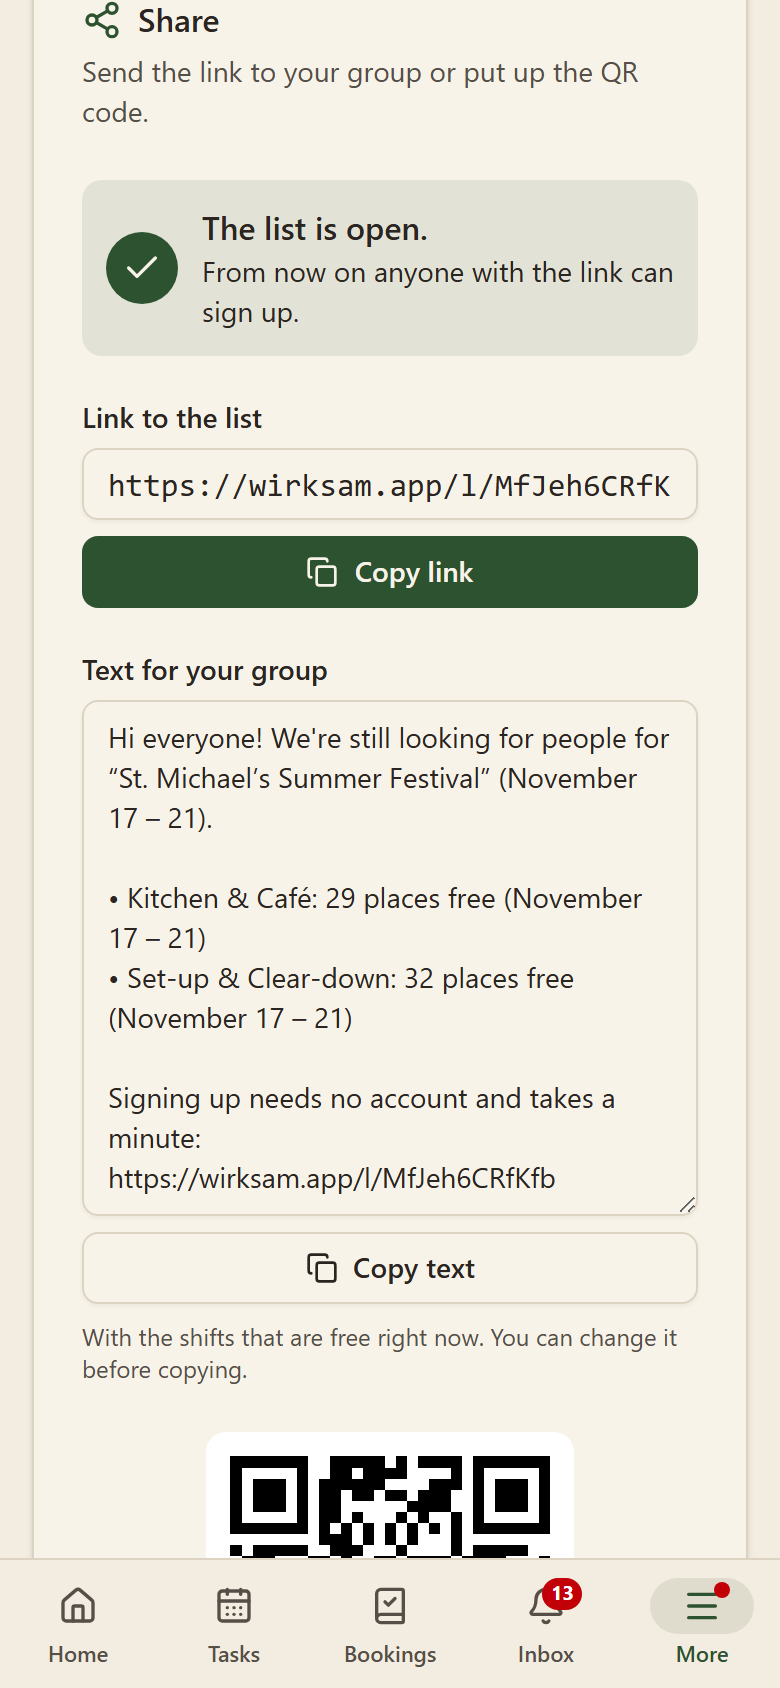 Share
Send the link to your group or put up the QR
code.
The list is open.
From now on anyone with the link can
sign up.
Link to the list
https://wirksam.app/l/MfJeh6CRfK
Copy link
Text for your group
Hi everyone! We're still looking for people for
“St. Michael’s Summer Festival” (November
17 – 21).
• Kitchen & Café: 29 places free (November
17 – 21)
• Set-up & Clear-down: 32 places free
(November 17 – 21)
Signing up needs no account and takes a
minute:
https://wirksam.app/l/MfJeh6CRfKfb
Copy text
With the shifts that are free right now. You can change it
before copying.
13
Home
Tasks
Bookings
Inbox
More